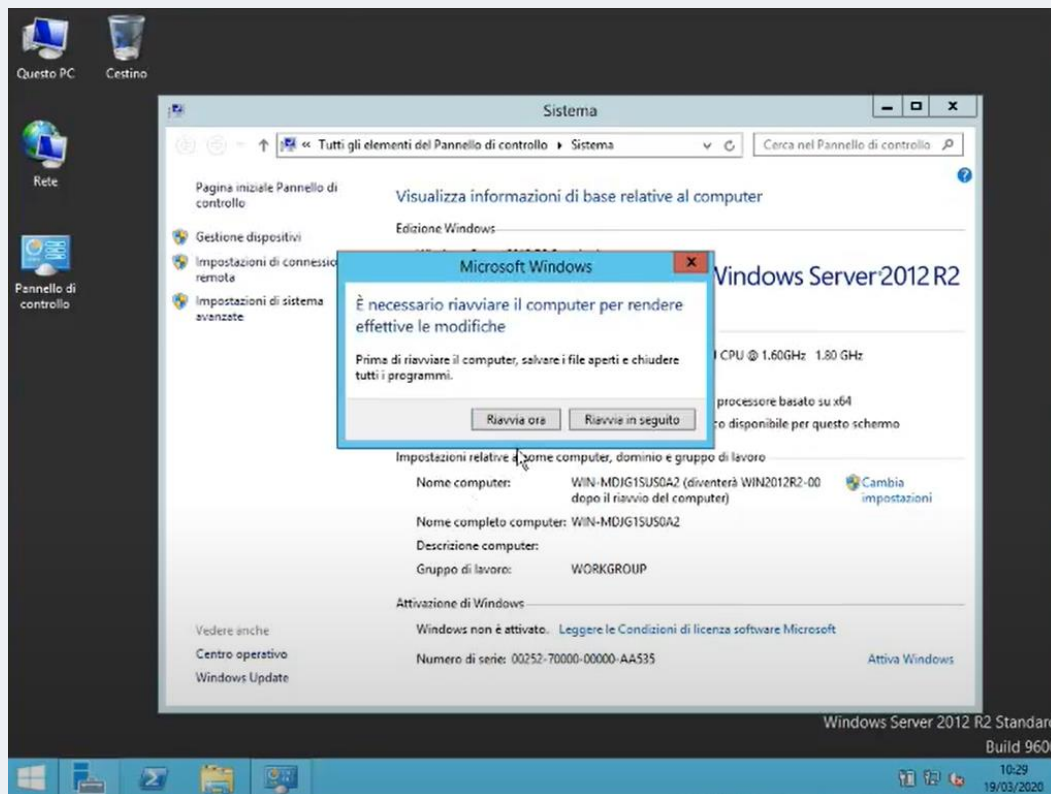 Questo PC
Cestino
Rete
Pannello di
controllo
Sistema
« Tutti gli elementi del Pannello di controllo ▸ Sistema
Cerca nel Pannello di controllo
Pagina iniziale Pannello di
controllo
Gestione dispositivi
Impostazioni di connessio
remota
Impostazioni di sistema
avanzate
Visualizza informazioni di base relative al computer
Edizione Windows
Windows Server 2012 R2
Microsoft Windows
È necessario riavviare il computer per rendere
effettive le modifiche
Prima di riavviare il computer, salvare i file aperti e chiudere
tutti i programmi.
Riavvia ora
Riavvia in seguito
CPU @ 1.60GHz 1.80 GHz
processore basato su x64
disponibile per questo schermo
Impostazioni relative a nome computer, dominio e gruppo di lavoro
Nome computer: WIN-MDJG1SUS0A2 (diventerà WIN2012R2-00
dopo il riavvio del computer)
Cambia
impostazioni
Nome completo computer: WIN-MDJG1SUS0A2
Descrizione computer:
Gruppo di lavoro: WORKGROUP
Attivazione di Windows
Windows non è attivato. Leggere le Condizioni di licenza software Microsoft
Numero di serie: 00252-70000-00000-AA535
Attiva Windows
Vedere anche
Centro operativo
Windows Update
Windows Server 2012 R2 Standard
Build 960
10:29
19/03/2020